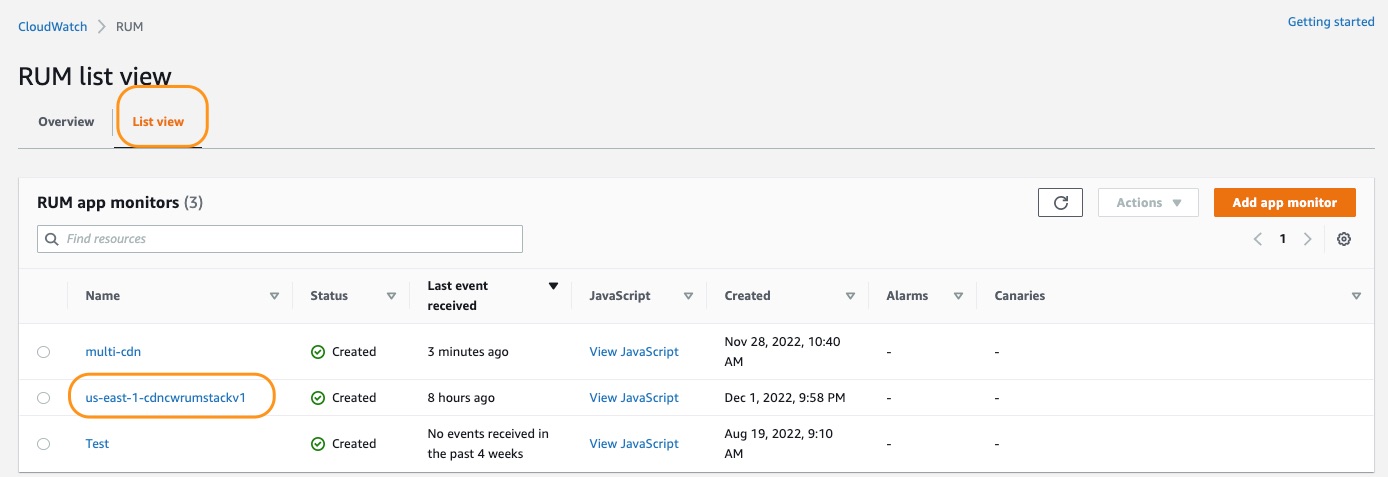 CloudWatch RUM
Getting started
RUM list view
Overview
List view
RUM app monitors (3)
Actions
Add app monitor
Find resources
1
Name
Status
Last event
received
JavaScript
Created
Alarms
Canaries
multi-cdn
Created
3 minutes ago
View JavaScript
Nov 28, 2022, 10:40
AM
-
-
us-east-1-cdncwrumstackv1
Created
8 hours ago
View JavaScript
Dec 1, 2022, 9:58 PM
-
-
Test
Created
No events received in
the past 4 weeks
View JavaScript
Aug 19, 2022, 9:10
AM
-
-